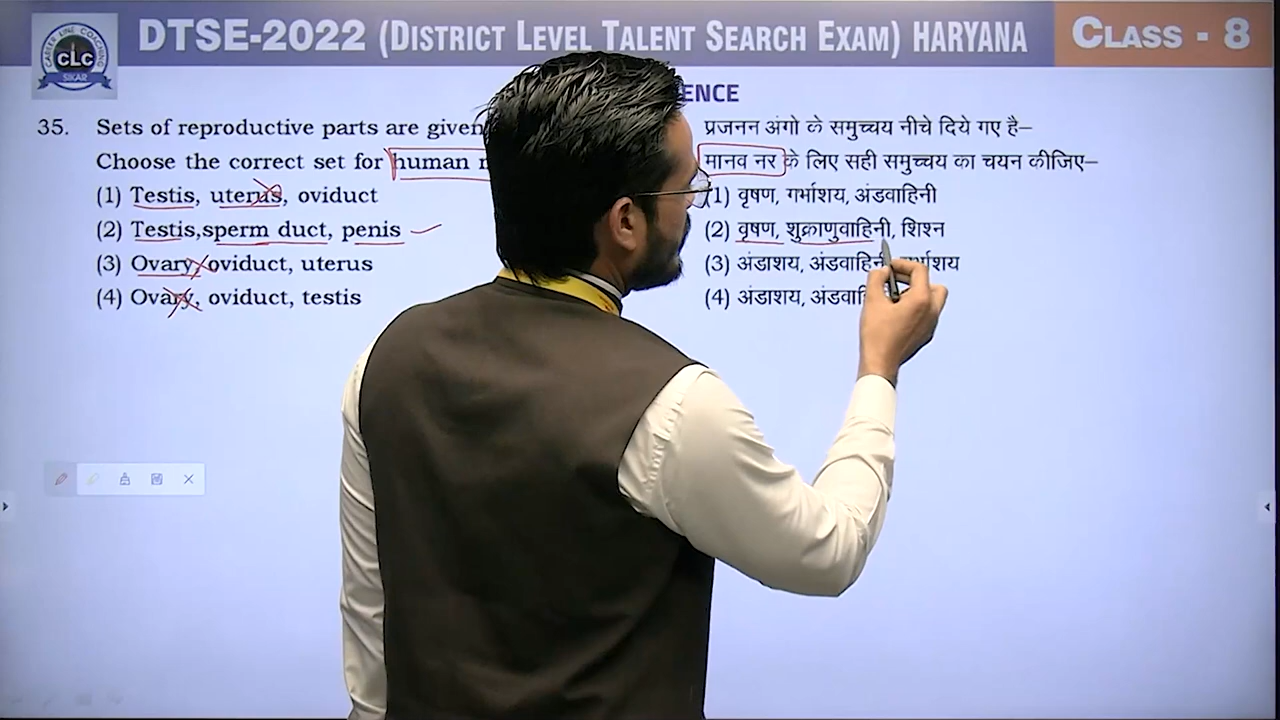 CAREER LINE COACHING
CLC
SIKAR
DTSE-2022 (DISTRICT LEVEL TALENT SEARCH EXAM) HARYANA
CLASS - 8
ENCE
35. Sets of reproductive parts are given
Choose the correct set for human
(1) Testis, uterus, oviduct
(2) Testis,sperm duct, penis
(3) Ovary, oviduct, uterus
(4) Ovary, oviduct, testis
प्रजनन अंगो के समुच्चय नीचे दिये गए है–
मानव नर के लिए सही समुच्चय का चयन कीजिए–
(1) वृषण, गर्भाशय, अंडवाहिनी
(2) वृषण, शुक्राणुवाहिनी, शिश्न
(3) अंडाशय, अंडवाहिनी, गर्भाशय
(4) अंडाशय,